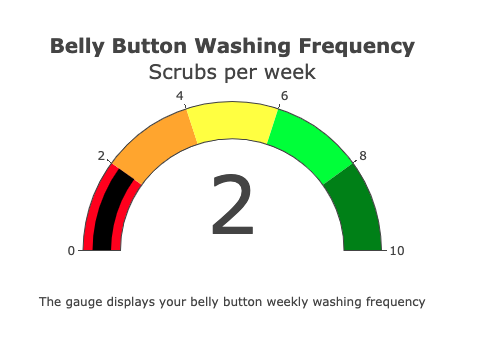 Belly Button Washing Frequency
Scrubs per week
4 6
2 8
2
0 10
The gauge displays your belly button weekly washing frequency